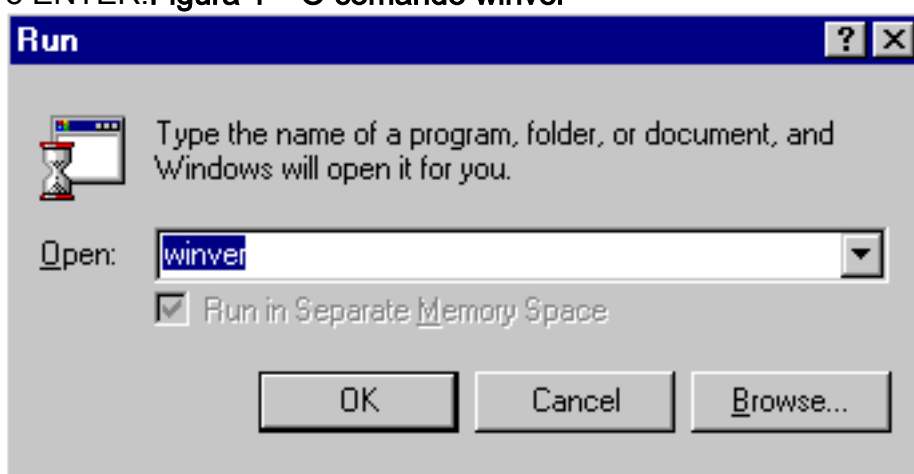 ENTER.Figura 1 – O comando winver
Run
Type the name of a program, folder, or document, and
Windows will open it for you.
Open: winver
Run in Separate Memory Space
OK Cancel Browse...